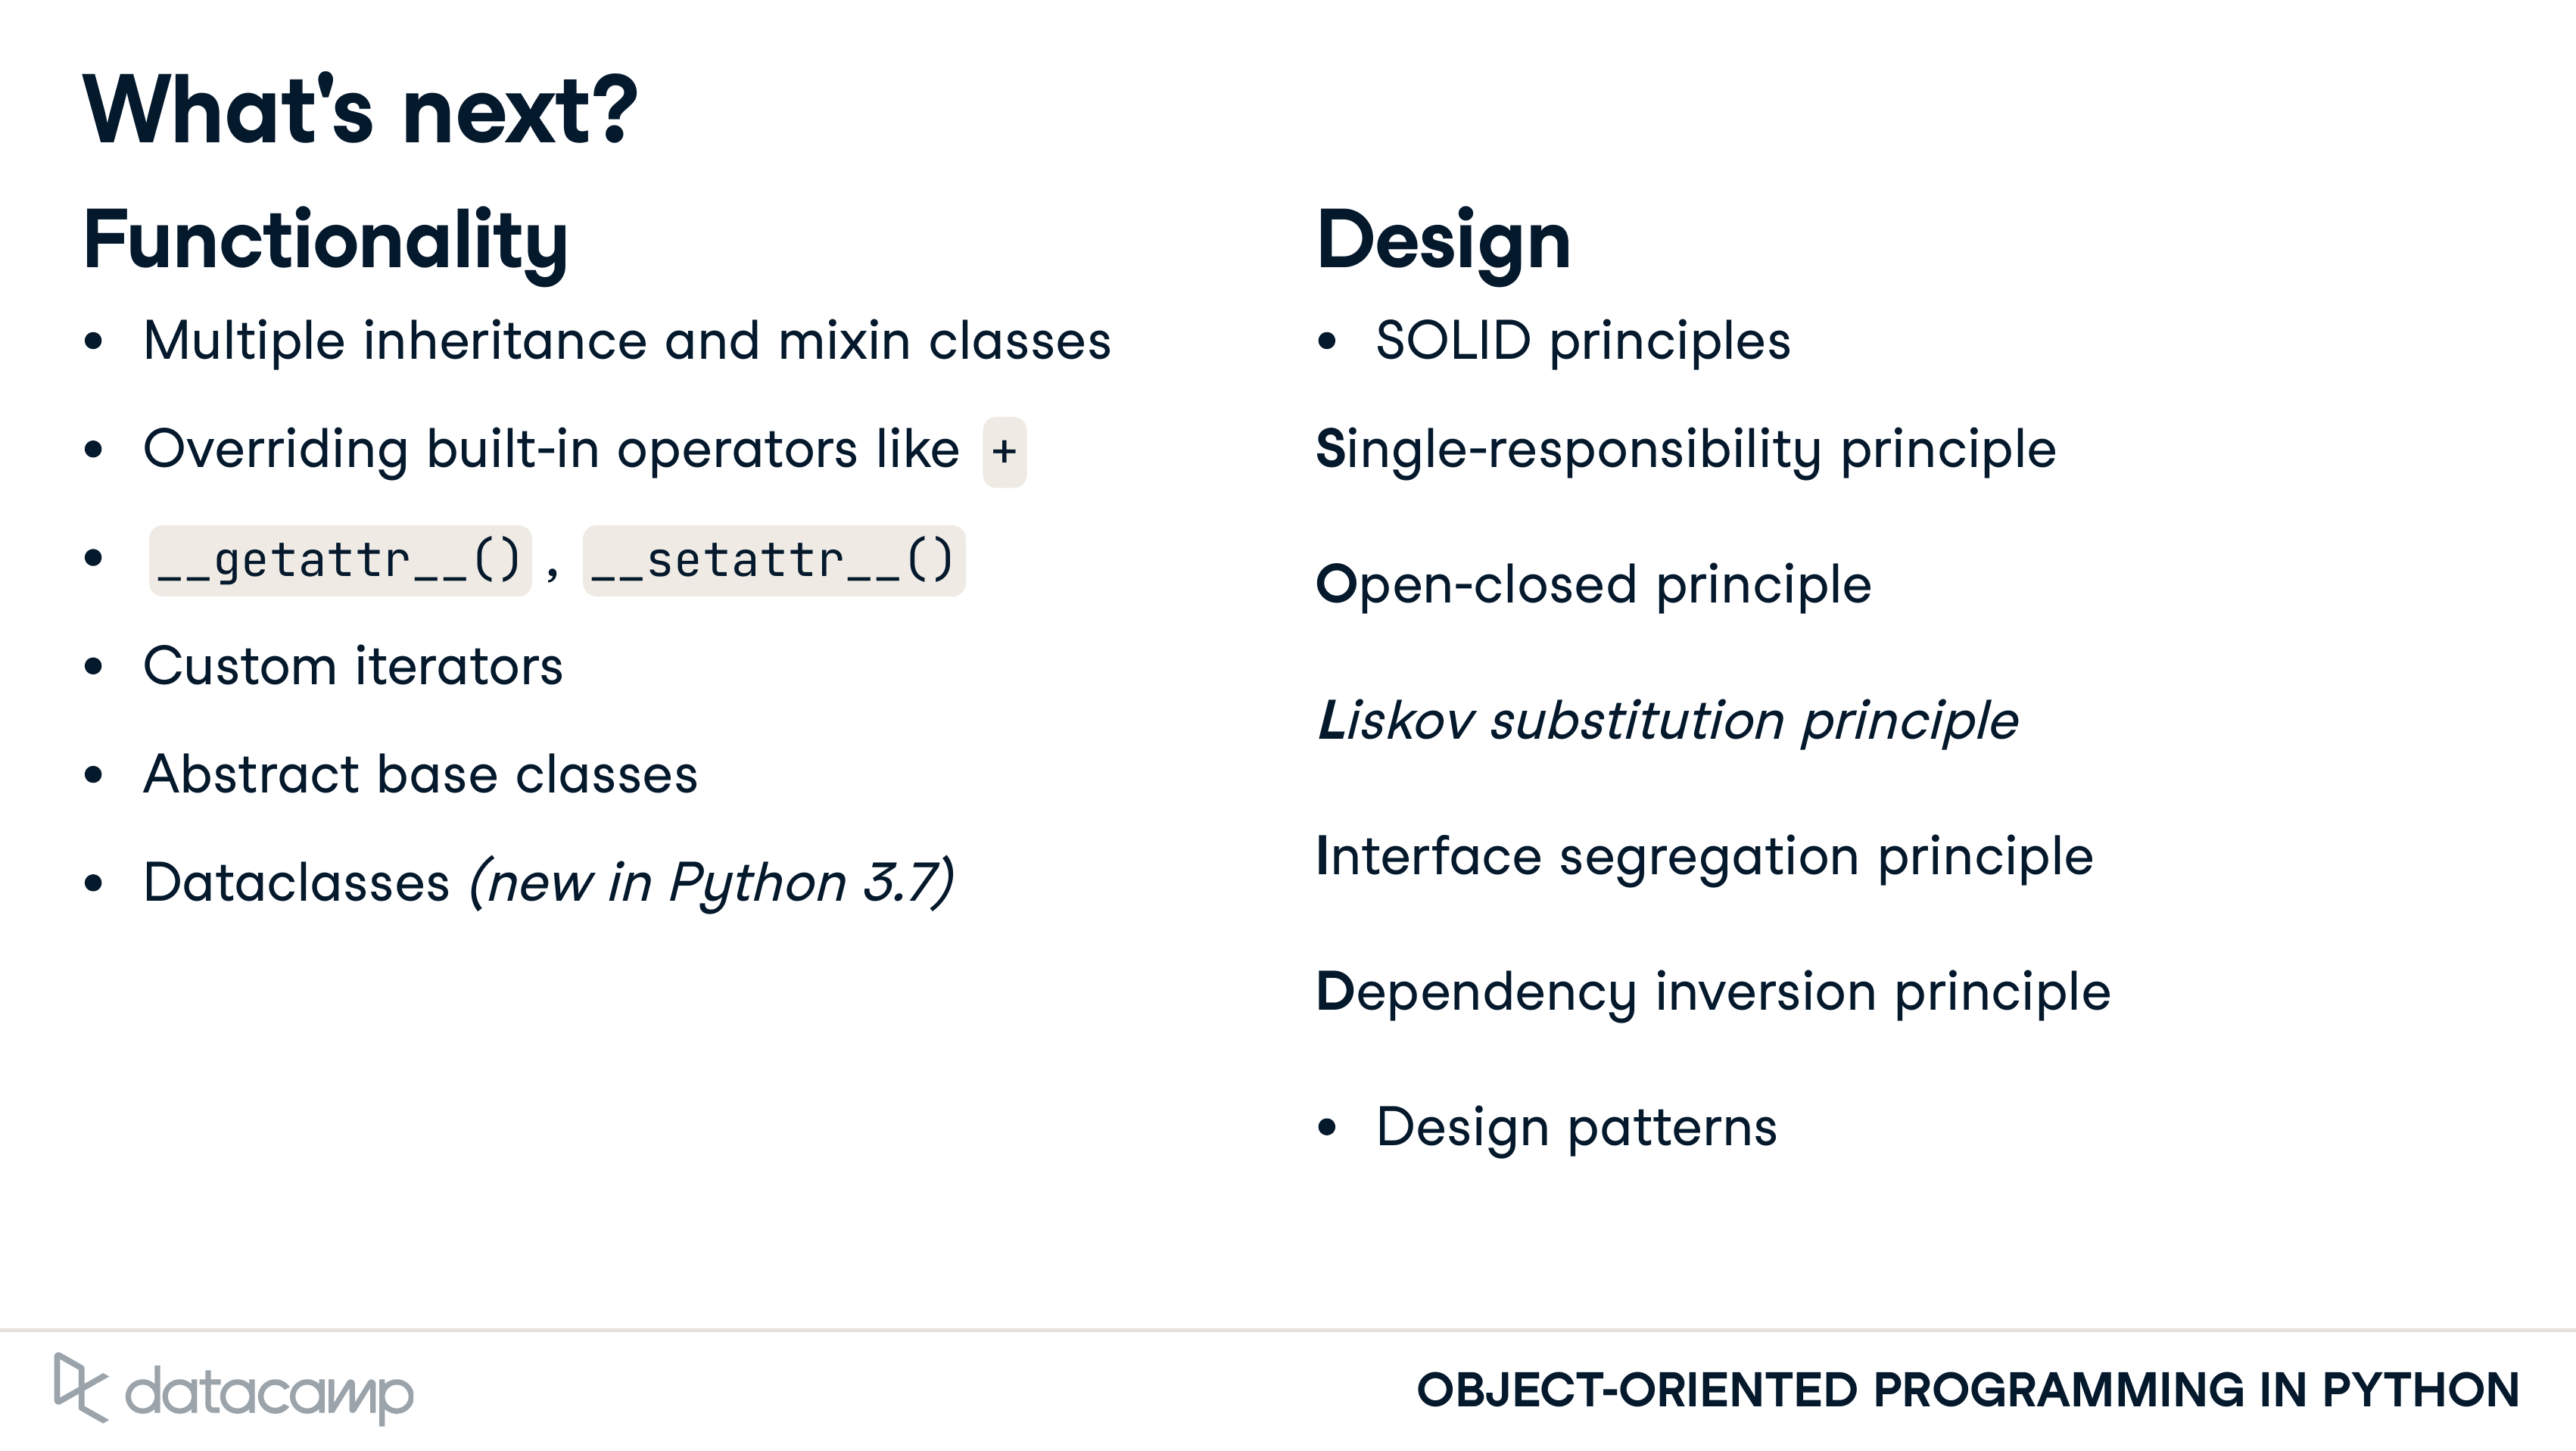 What's next?
Functionality
• Multiple inheritance and mixin classes
• Overriding built-in operators like +
• __getattr__() , __setattr__()
• Custom iterators
• Abstract base classes
• Dataclasses (new in Python 3.7)
Design
• SOLID principles
Single-responsibility principle
Open-closed principle
Liskov substitution principle
Interface segregation principle
Dependency inversion principle
• Design patterns
datacamp
OBJECT-ORIENTED PROGRAMMING IN PYTHON